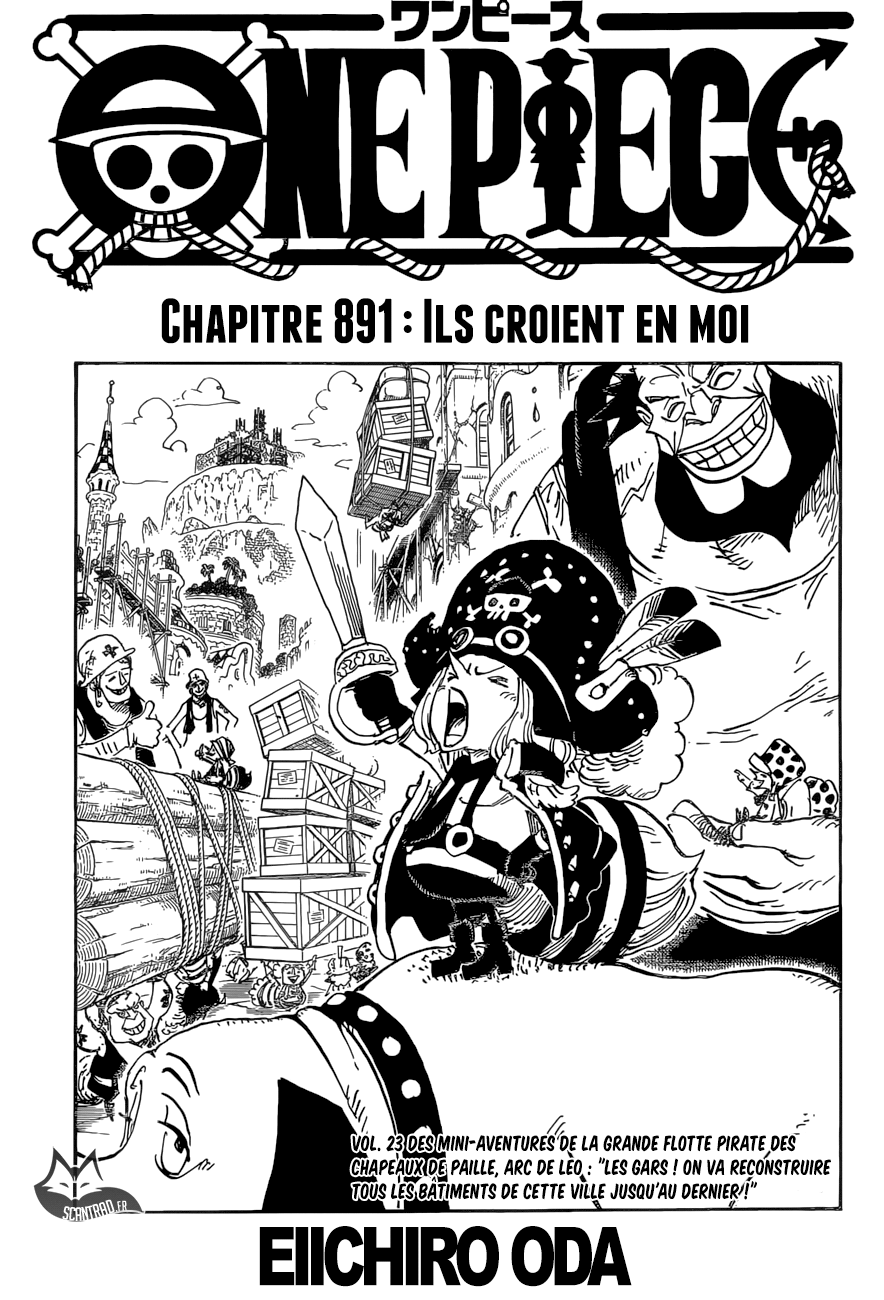 ワンピース
ONE PIECE
CHAPITRE 891 : ILS CROIENT EN MOI
FL
VOL. 23 DES MINI-AVENTURES DE LA GRANDE FLOTTE PIRATE DES
CHAPEAUX DE PAILLE, ARC DE LEO : "LES GARS ! ON VA RECONSTRUIRE
TOUS LES BÂTIMENTS DE CETTE VILLE JUSQU'AU DERNIER !"
SCANTRAD.FR
EIICHIRO ODA